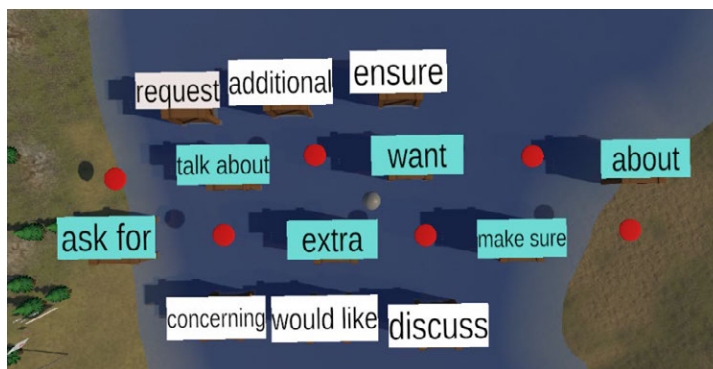 request
additional
ensure
talk about
want
about
ask for
extra
make sure
concerning
would like
discuss